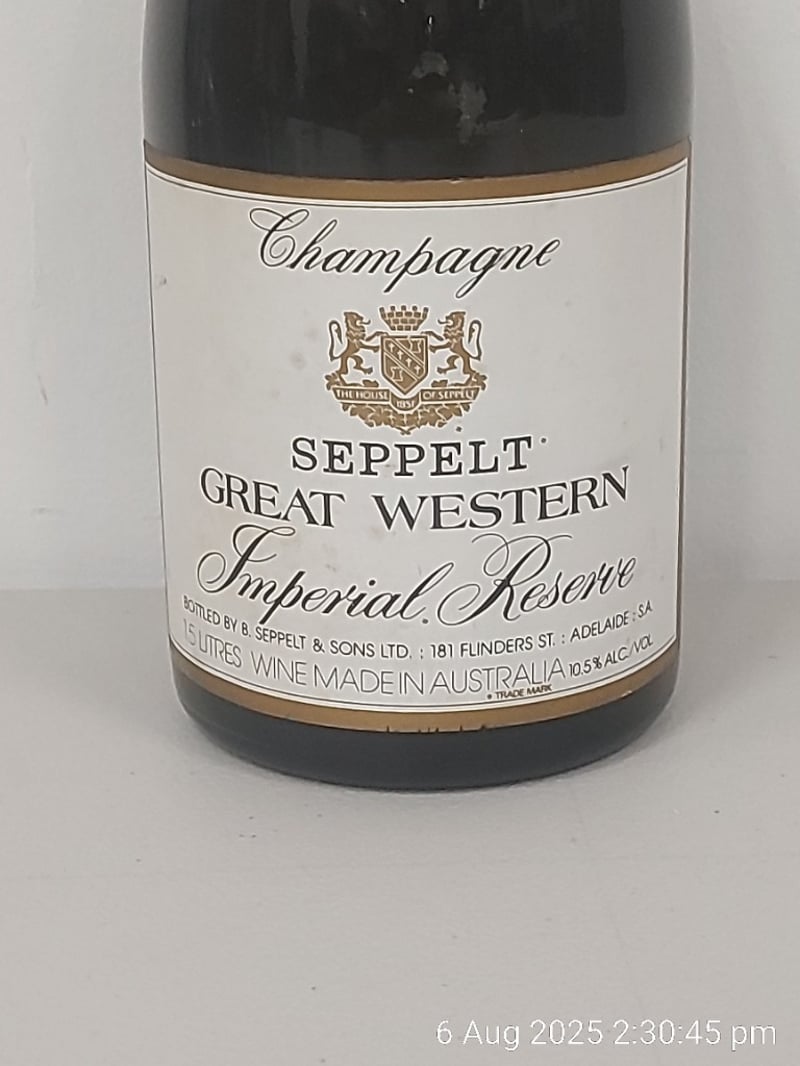 Champagne
THE HOUSE OF SEPPELT
1851
SEPPELT
GREAT WESTERN
Imperial Reserve
BOTTLED BY B. SEPPELT & SONS LTD. : 181 FLINDERS ST. : ADELAIDE : S.A.
1.5 LITRES WINE MADE IN AUSTRALIA 10.5% ALC/VOL
* TRADE MARK
6 Aug 2025 2:30:45 pm